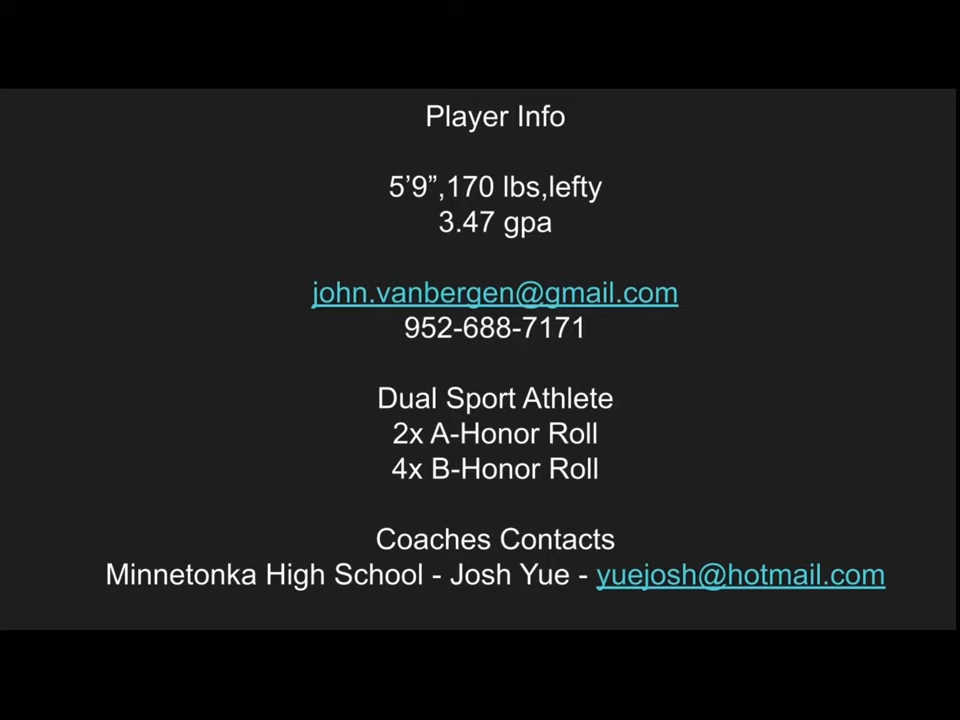 Player Info
5’9”,170 lbs,lefty
3.47 gpa
john.vanbergen@gmail.com
952-688-7171
Dual Sport Athlete
2x A-Honor Roll
4x B-Honor Roll
Coaches Contacts
Minnetonka High School - Josh Yue - yuejosh@hotmail.com